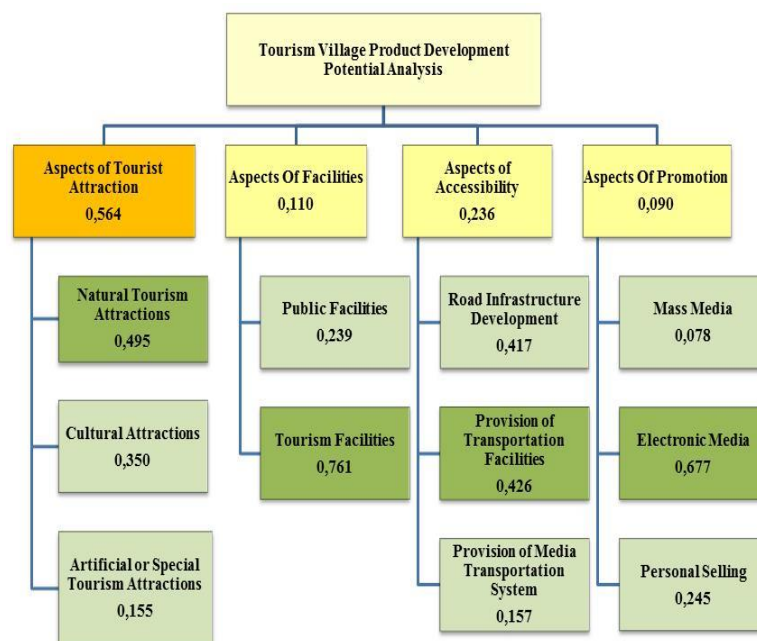 Tourism Village Product Development
Potential Analysis
Aspects of Tourist
Attraction
0,564
Aspects Of Facilities
0,110
Aspects of
Accessibility
0,236
Aspects Of Promotion
0,090
Natural Tourism
Attractions
0,495
Cultural Attractions
0,350
Artificial or Special
Tourism Attractions
0,155
Public Facilities
0,239
Tourism Facilities
0,761
Road Infrastructure
Development
0,417
Provision of
Transportation
Facilities
0,426
Provision of Media
Transportation
System
0,157
Mass Media
0,078
Electronic Media
0,677
Personal Selling
0,245